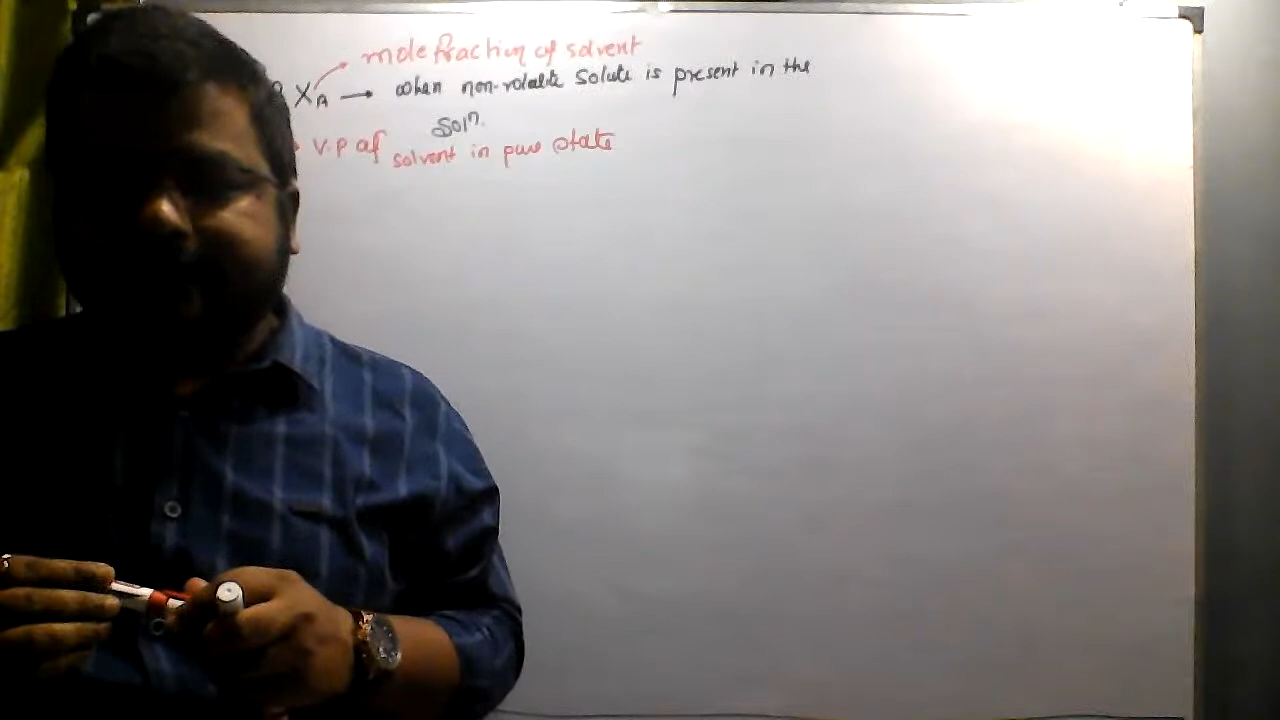 mole fraction of solvent
XA → when non-volatile solute is present in the
Solⁿ.
V.P of solvent in pure state